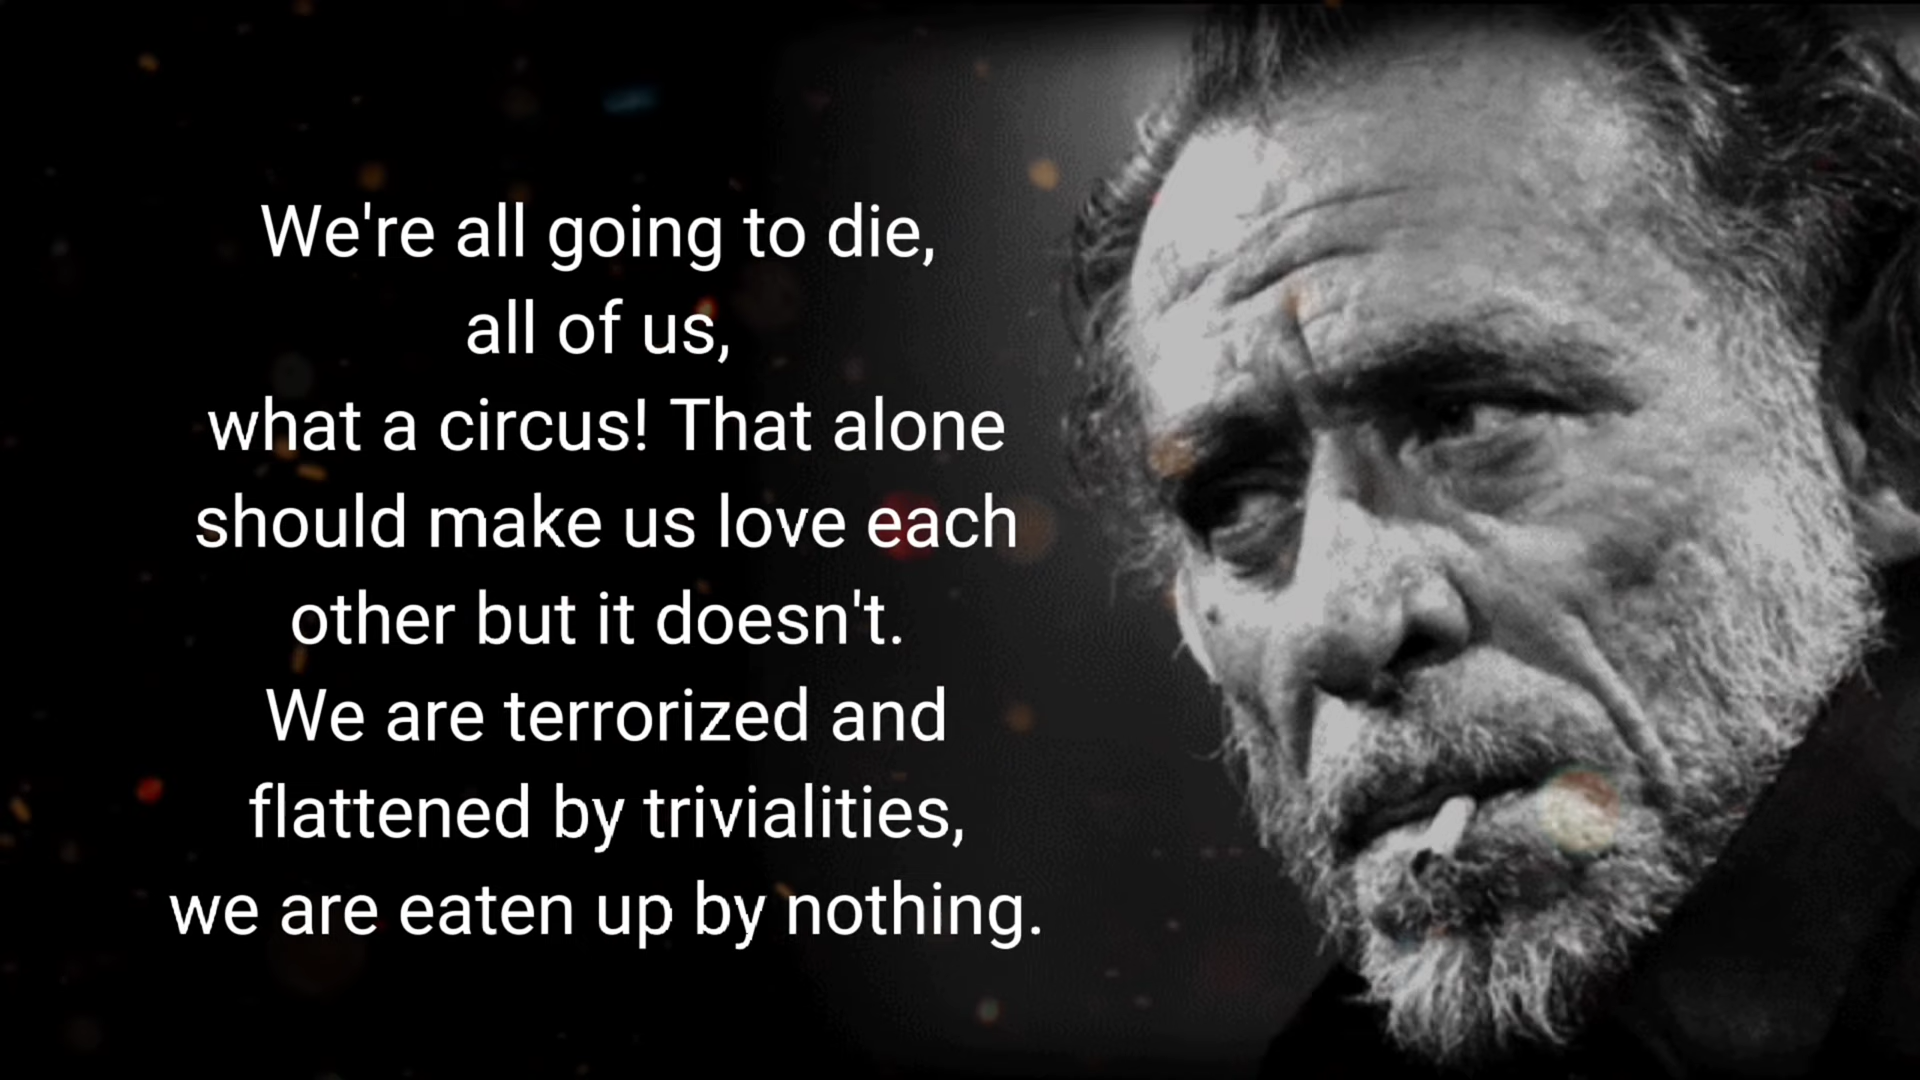 We're all going to die,
all of us,
what a circus! That alone
should make us love each
other but it doesn't.
We are terrorized and
flattened by trivialities,
we are eaten up by nothing.